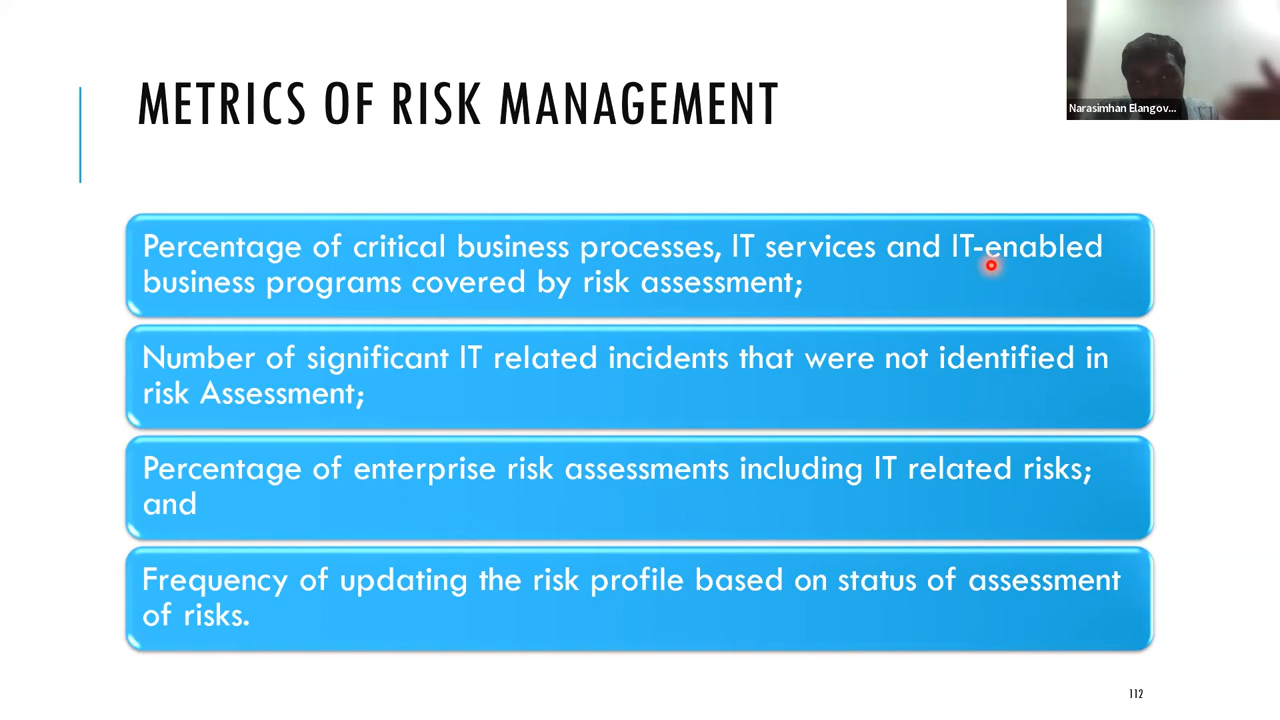 METRICS OF RISK MANAGEMENT
Narasimhan Elangov...
Percentage of critical business processes, IT services and IT-enabled
business programs covered by risk assessment;
Number of significant IT related incidents that were not identified in
risk Assessment;
Percentage of enterprise risk assessments including IT related risks;
and
Frequency of updating the risk profile based on status of assessment
of risks.
112